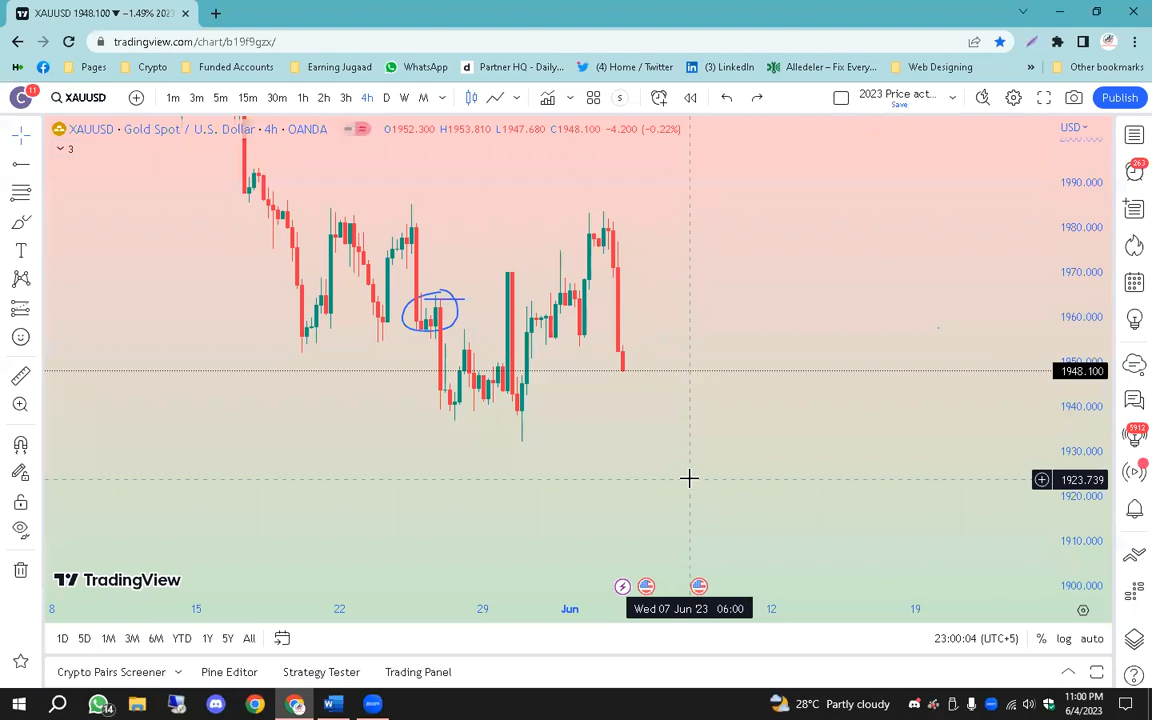 XAUUSD 1948.100 ▼ −1.49% 2023
tradingview.com/chart/b19f9gzx/
Pages
Crypto
Funded Accounts
Earning Jugaad
WhatsApp
Partner HQ - Daily...
(4) Home / Twitter
(3) LinkedIn
Alledeler – Fix Every...
Web Designing
»
Other bookmarks
C
11
XAUUSD
1m 3m 5m 15m 30m 1h 2h 3h 4h D W M
2023 Price act...
Save
Publish
XAUUSD · Gold Spot / U.S. Dollar · 4h · OANDA
O1952.300 H1953.810 L1947.680 C1948.100 −4.200 (−0.22%)
USD
3
1990.000
1980.000
1970.000
1960.000
1950.000
1948.100
1940.000
1930.000
1923.739
1920.000
1910.000
1900.000
263
5912
TradingView
8 15 22 29 Jun 12 19
Wed 07 Jun '23 06:00
1D 5D 1M 3M 6M YTD 1Y 5Y All
23:00:04 (UTC+5)
% log auto
Crypto Pairs Screener
Pine Editor
Strategy Tester
Trading Panel
14
28°C Partly cloudy
11:00 PM
6/4/2023